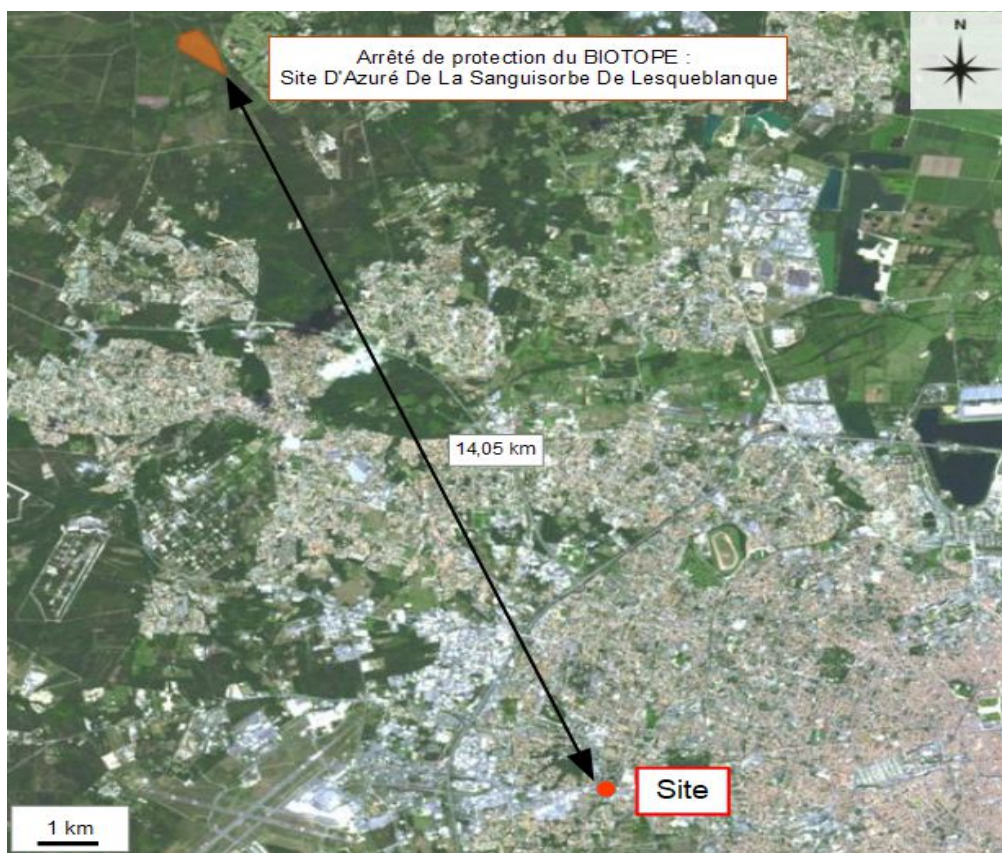 N
Arrêté de protection du BIOTOPE :
Site D'Azuré De La Sanguisorbe De Lesqueblanque
14,05 km
Site
1 km